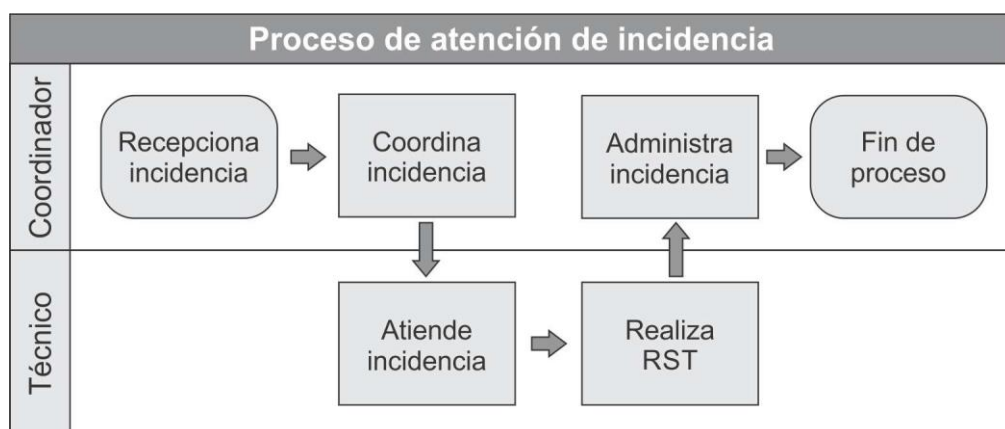 Proceso de atención de incidencia
Coordinador
Recepciona
incidencia
Coordina
incidencia
Administra
incidencia
Fin de
proceso
Técnico
Atiende
incidencia
Realiza
RST